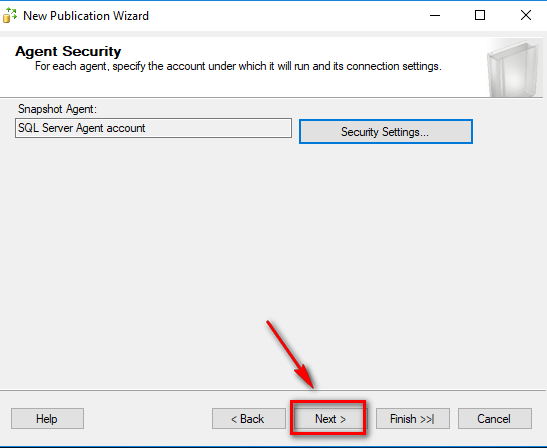 New Publication Wizard
Agent Security
For each agent, specify the account under which it will run and its connection settings.
Snapshot Agent:
SQL Server Agent account
Security Settings...
Help
< Back
Next >
Finish >>|
Cancel